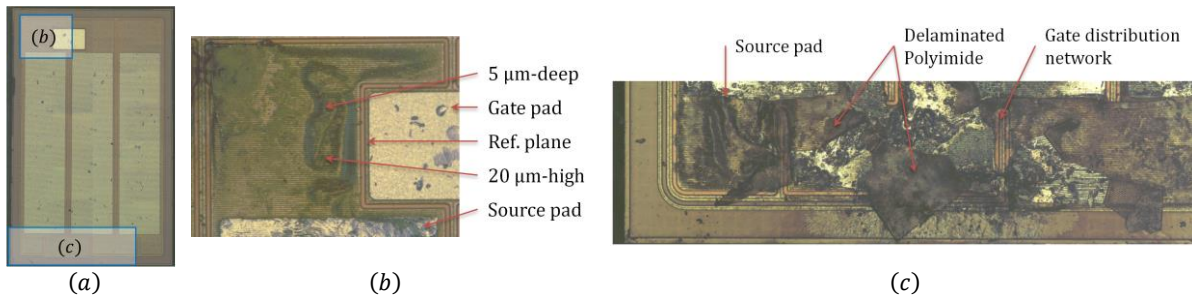 (b)
(c)
(a)
5 μm-deep
Gate pad
Ref. plane
20 μm-high
Source pad
(b)
Source pad
Delaminated
Polyimide
Gate distribution
network
(c)